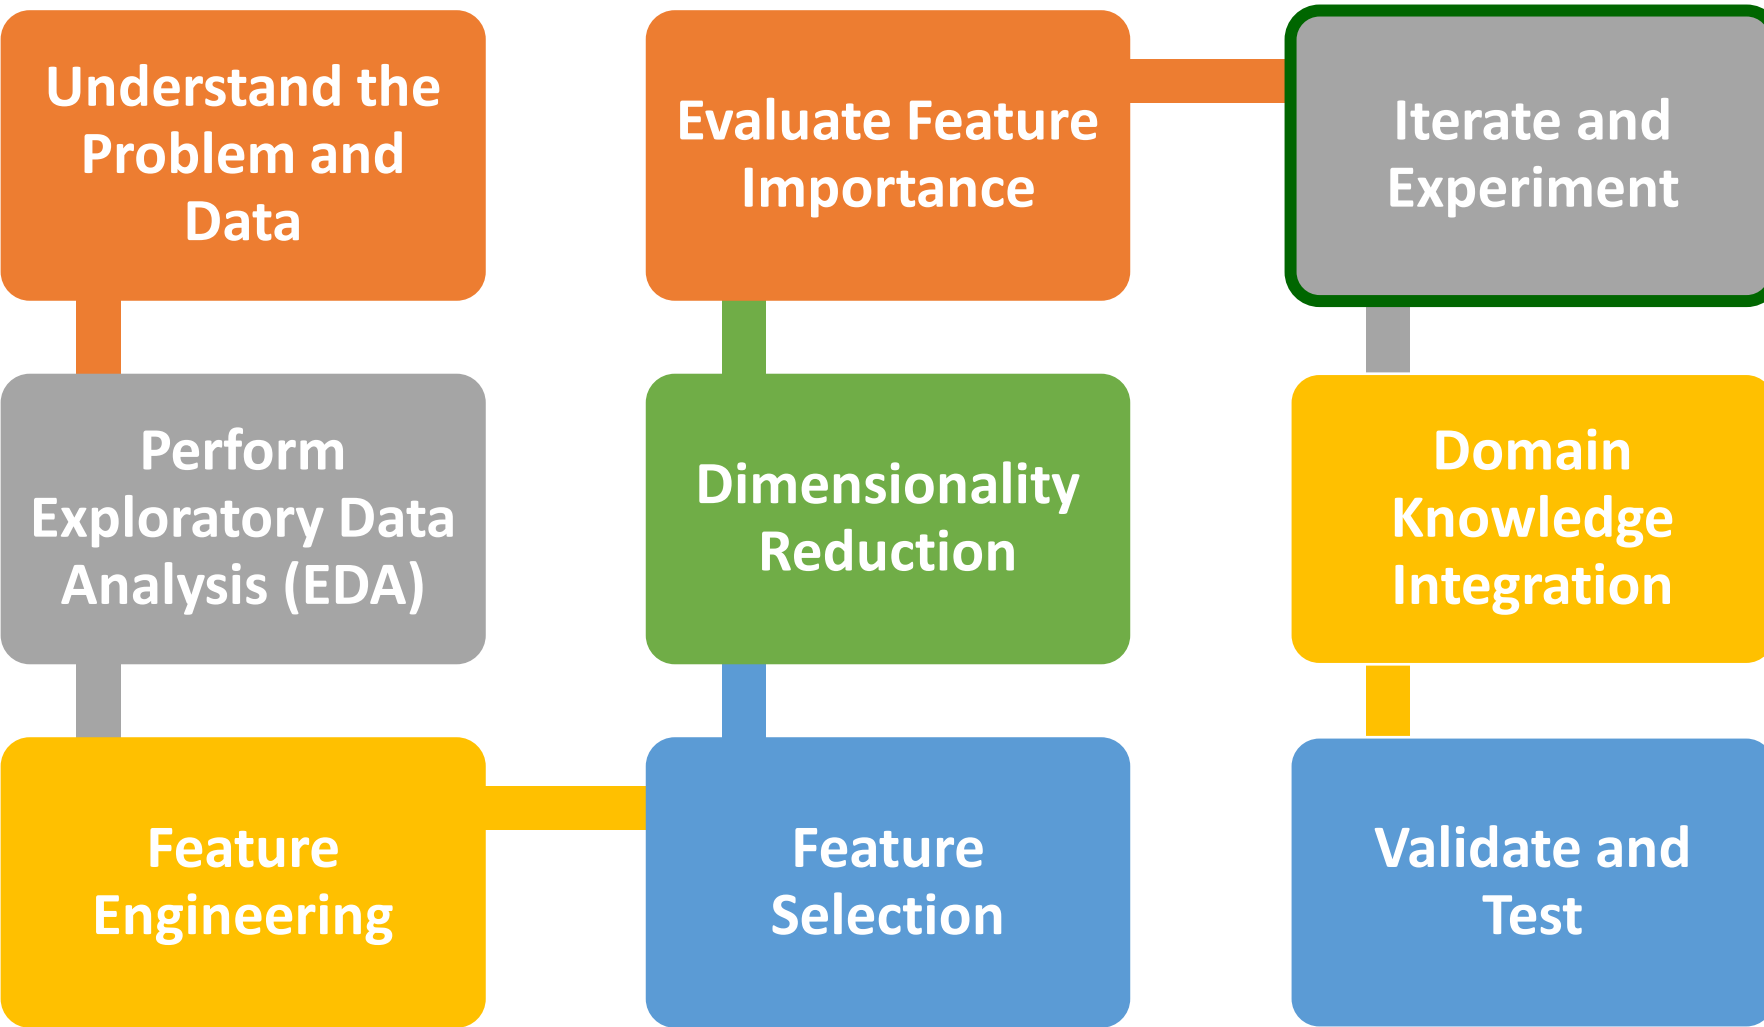 Understand the
Problem and
Data
Perform
Exploratory Data
Analysis (EDA)
Feature
Engineering
Feature
Selection
Dimensionality
Reduction
Evaluate Feature
Importance
Iterate and
Experiment
Domain
Knowledge
Integration
Validate and
Test